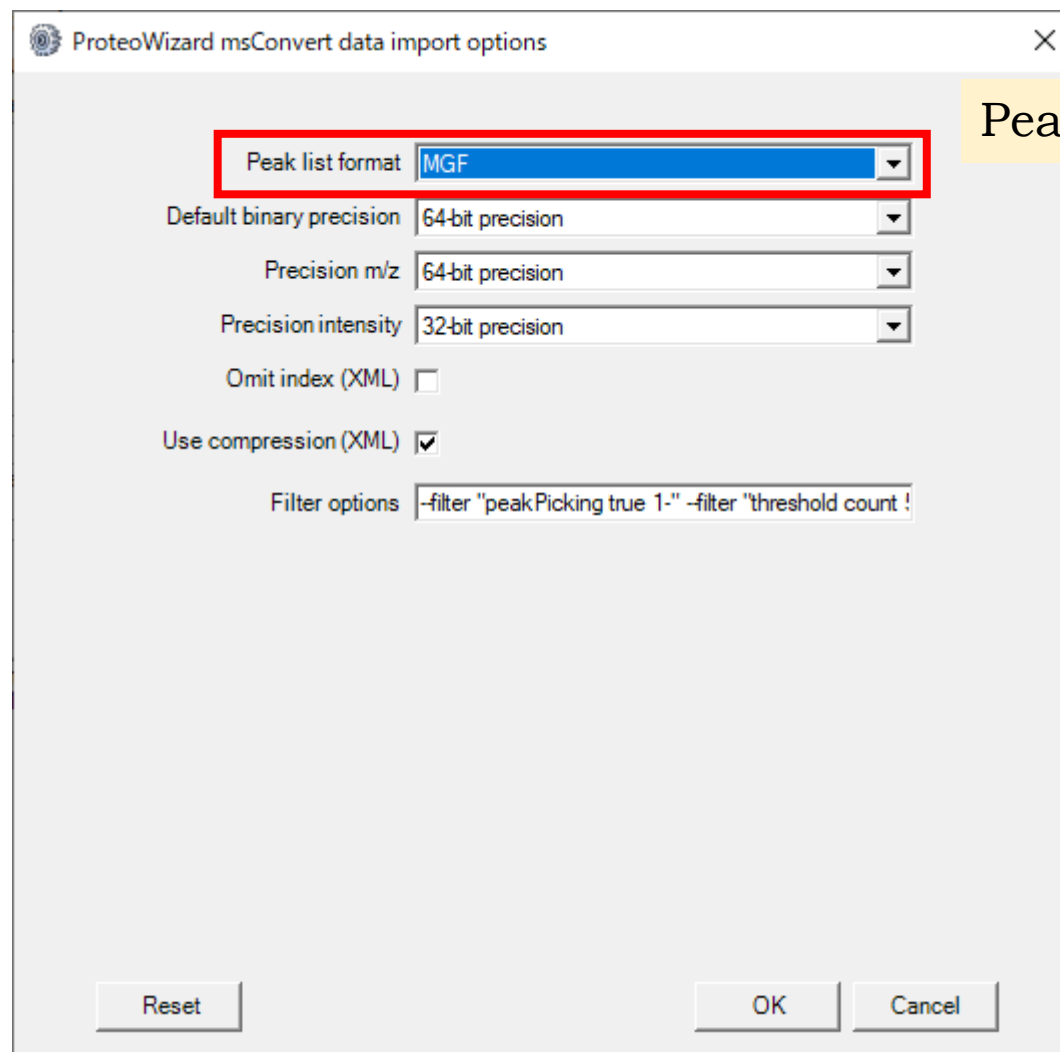 ProteoWizard msConvert data import options
Pea
Peak list format MGF
Default binary precision 64-bit precision
Precision m/z 64-bit precision
Precision intensity 32-bit precision
Omit index (XML)
Use compression (XML)
Filter options --filter "peakPicking true 1-" --filter "threshold count
Reset OK Cancel